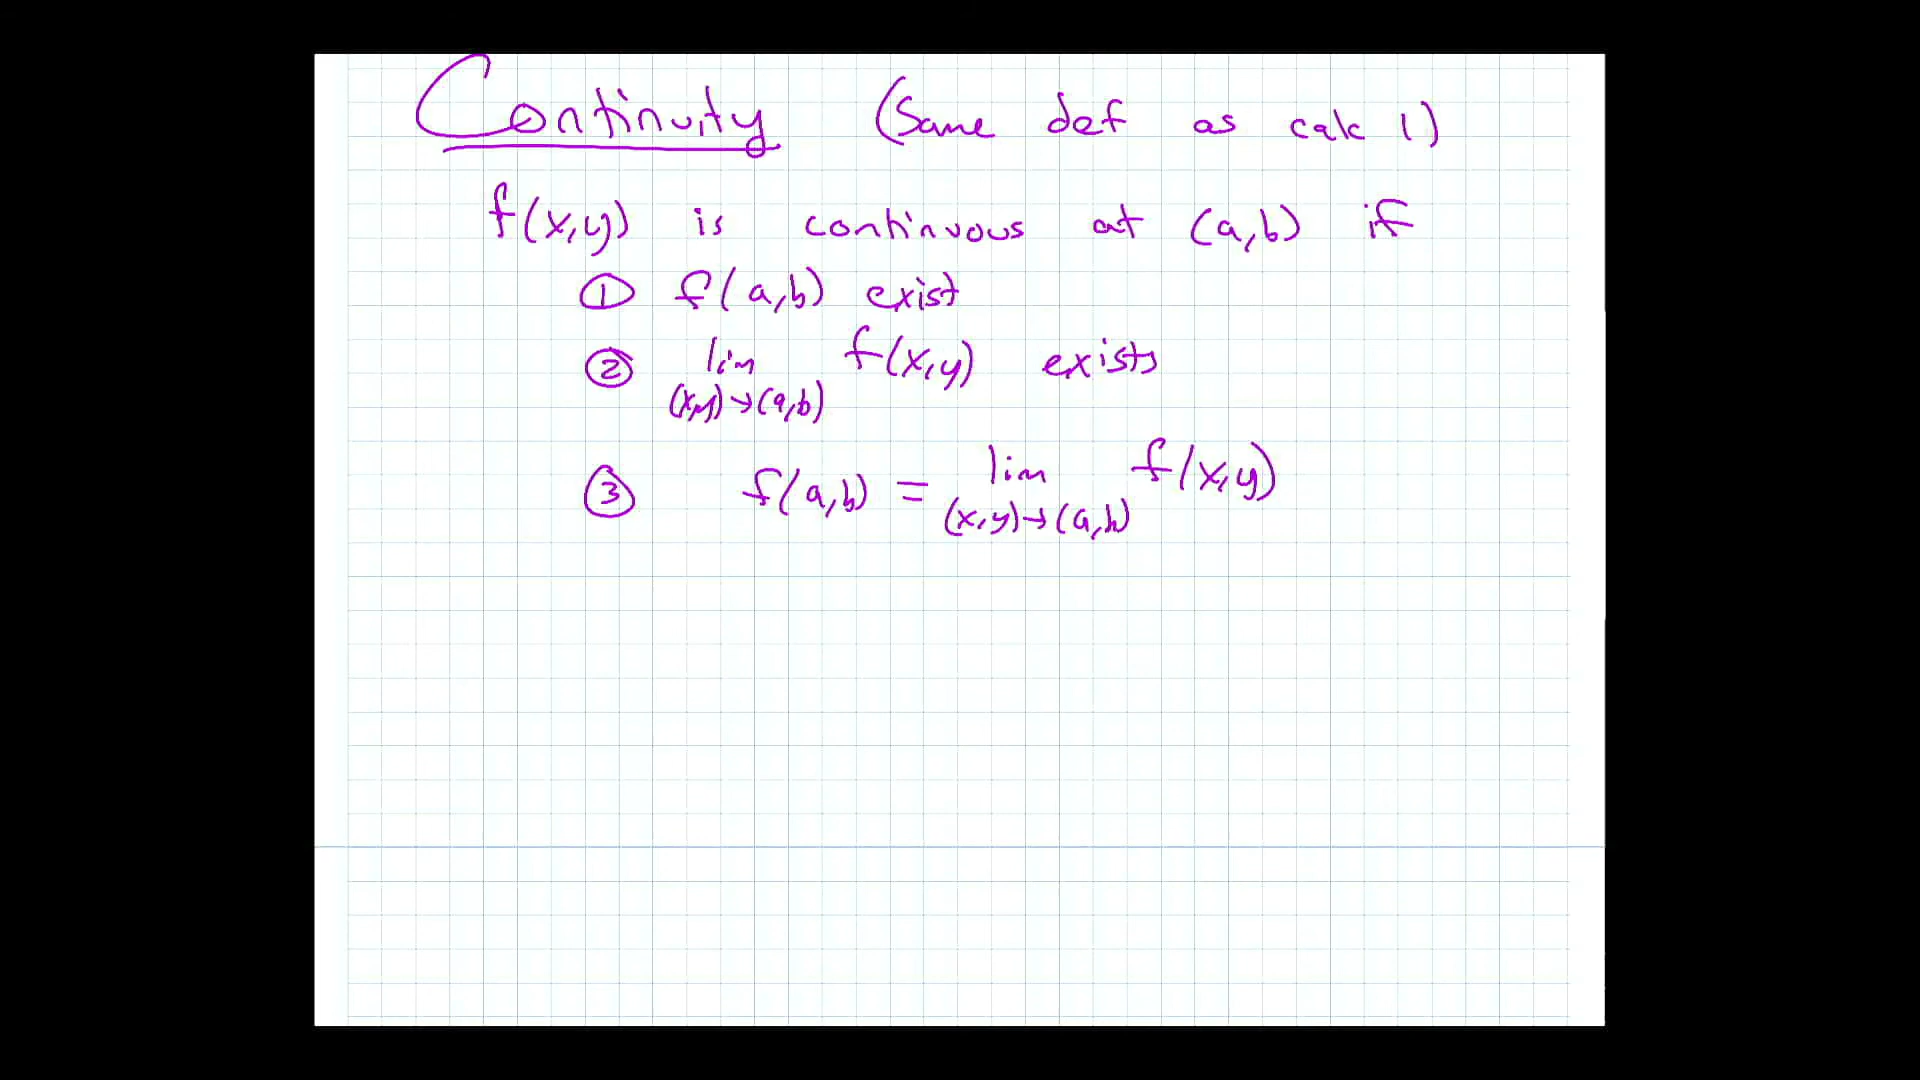 Continuity (Same def as calc 1)
f(x,y) is continuous at (a,b) if
① f(a,b) exist
② lim f(x,y) exists
(x,y)→(a,b)
③ f(a,b) = lim f(x,y)
(x,y)→(a,b)